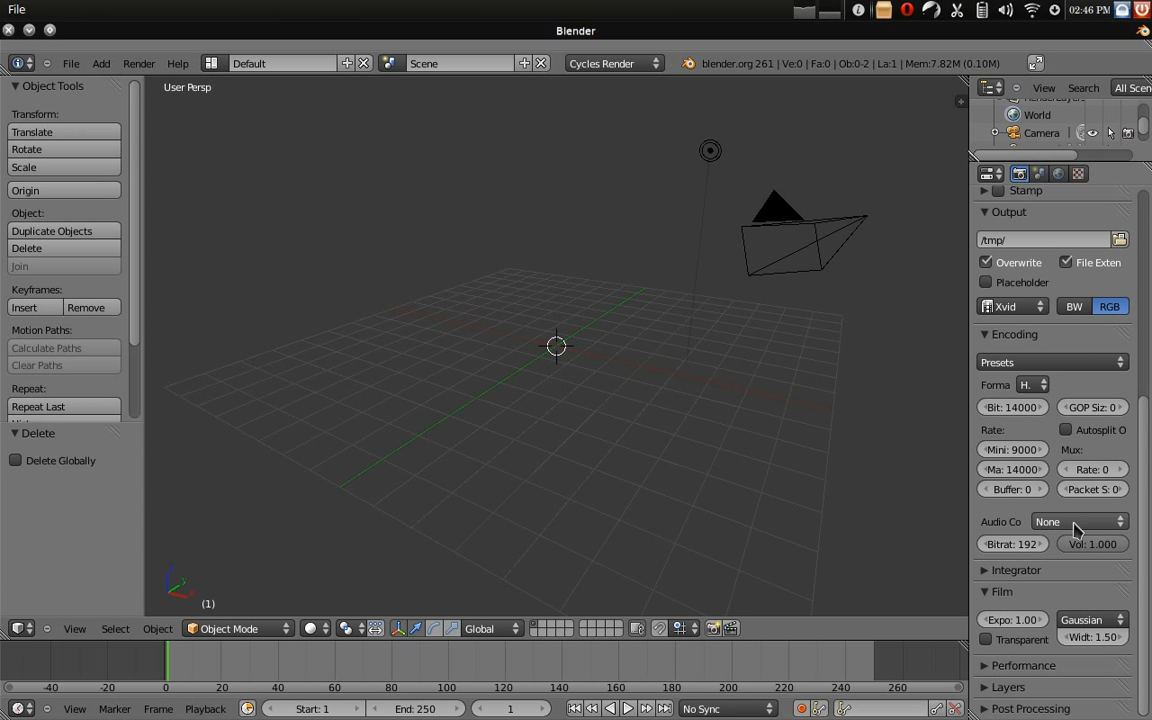 File
02:46 PM
Blender
File Add Render Help Default Scene Cycles Render blender.org 261 | Ve:0 | Fa:0 | Ob:0-2 | La:1 | Mem:7.82M (0.10M)
Object Tools
Transform:
Translate
Rotate
Scale
Origin
Object:
Duplicate Objects
Delete
Join
Keyframes:
Insert Remove
Motion Paths:
Calculate Paths
Clear Paths
Repeat:
Repeat Last
Delete
Delete Globally
User Persp
(1)
View Select Object Object Mode Global
-40 -20 0 20 40 60 80 100 120 140 160 180 200 220 240 260
View Marker Frame Playback Start: 1 End: 250 1 No Sync
View Search All Scen
RenderLayers
World
Camera
Stamp
Output
/tmp/
Overwrite File Exten
Placeholder
Xvid BW RGB
Encoding
Presets
Forma H.
Bit: 14000 GOP Siz: 0
Rate: Autosplit O
Mini: 9000 Mux:
Ma: 14000 Rate: 0
Buffer: 0 Packet S: 0
Audio Co None
Bitrat: 192 Vol: 1.000
Integrator
Film
Expo: 1.00 Gaussian
Transparent Widt: 1.50
Performance
Layers
Post Processing